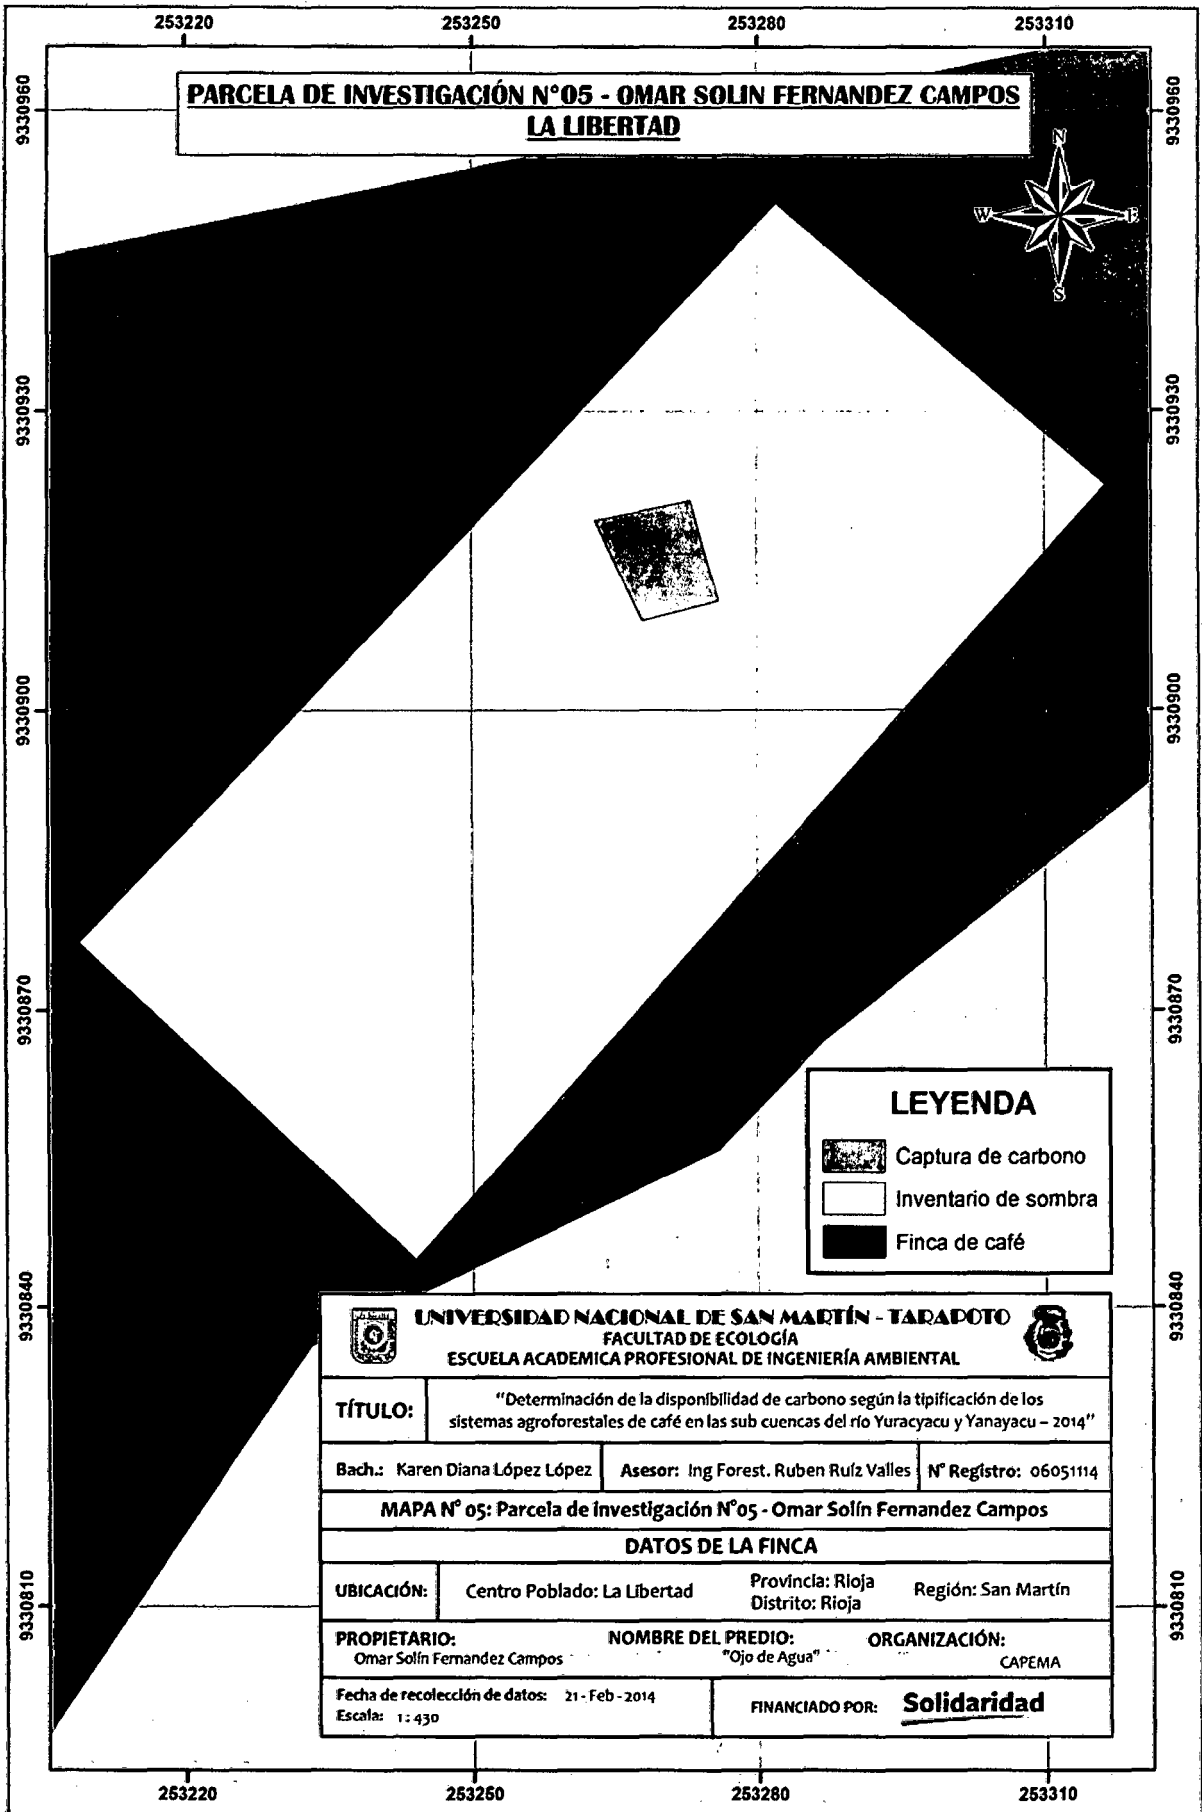 253220 253250 253280 253310
9330960 9330960
PARCELA DE INVESTIGACIÓN N°05 - OMAR SOLIN FERNANDEZ CAMPOS
LA LIBERTAD
N
W E
S
9330930 9330930
9330900 9330900
9330870 9330870
LEYENDA
Captura de carbono
Inventario de sombra
Finca de café
9330840 9330840
UNIVERSIDAD NACIONAL DE SAN MARTÍN - TARAPOTO
FACULTAD DE ECOLOGÍA
ESCUELA ACADEMICA PROFESIONAL DE INGENIERÍA AMBIENTAL
TÍTULO:
"Determinación de la disponibilidad de carbono según la tipificación de los
sistemas agroforestales de café en las sub cuencas del río Yuracyacu y Yanayacu – 2014"
Bach.: Karen Diana López López Asesor: Ing Forest. Ruben Ruíz Valles N° Registro: 06051114
MAPA N° 05: Parcela de investigación N°05 - Omar Solín Fernandez Campos
DATOS DE LA FINCA
UBICACIÓN: Centro Poblado: La Libertad Provincia: Rioja Región: San Martín
Distrito: Rioja
9330810 9330810
PROPIETARIO: NOMBRE DEL PREDIO: ORGANIZACIÓN:
Omar Solín Fernandez Campos "Ojo de Agua" CAPEMA
Fecha de recolección de datos: 21 - Feb - 2014
Escala: 1 : 430
FINANCIADO POR: Solidaridad
253220 253250 253280 253310